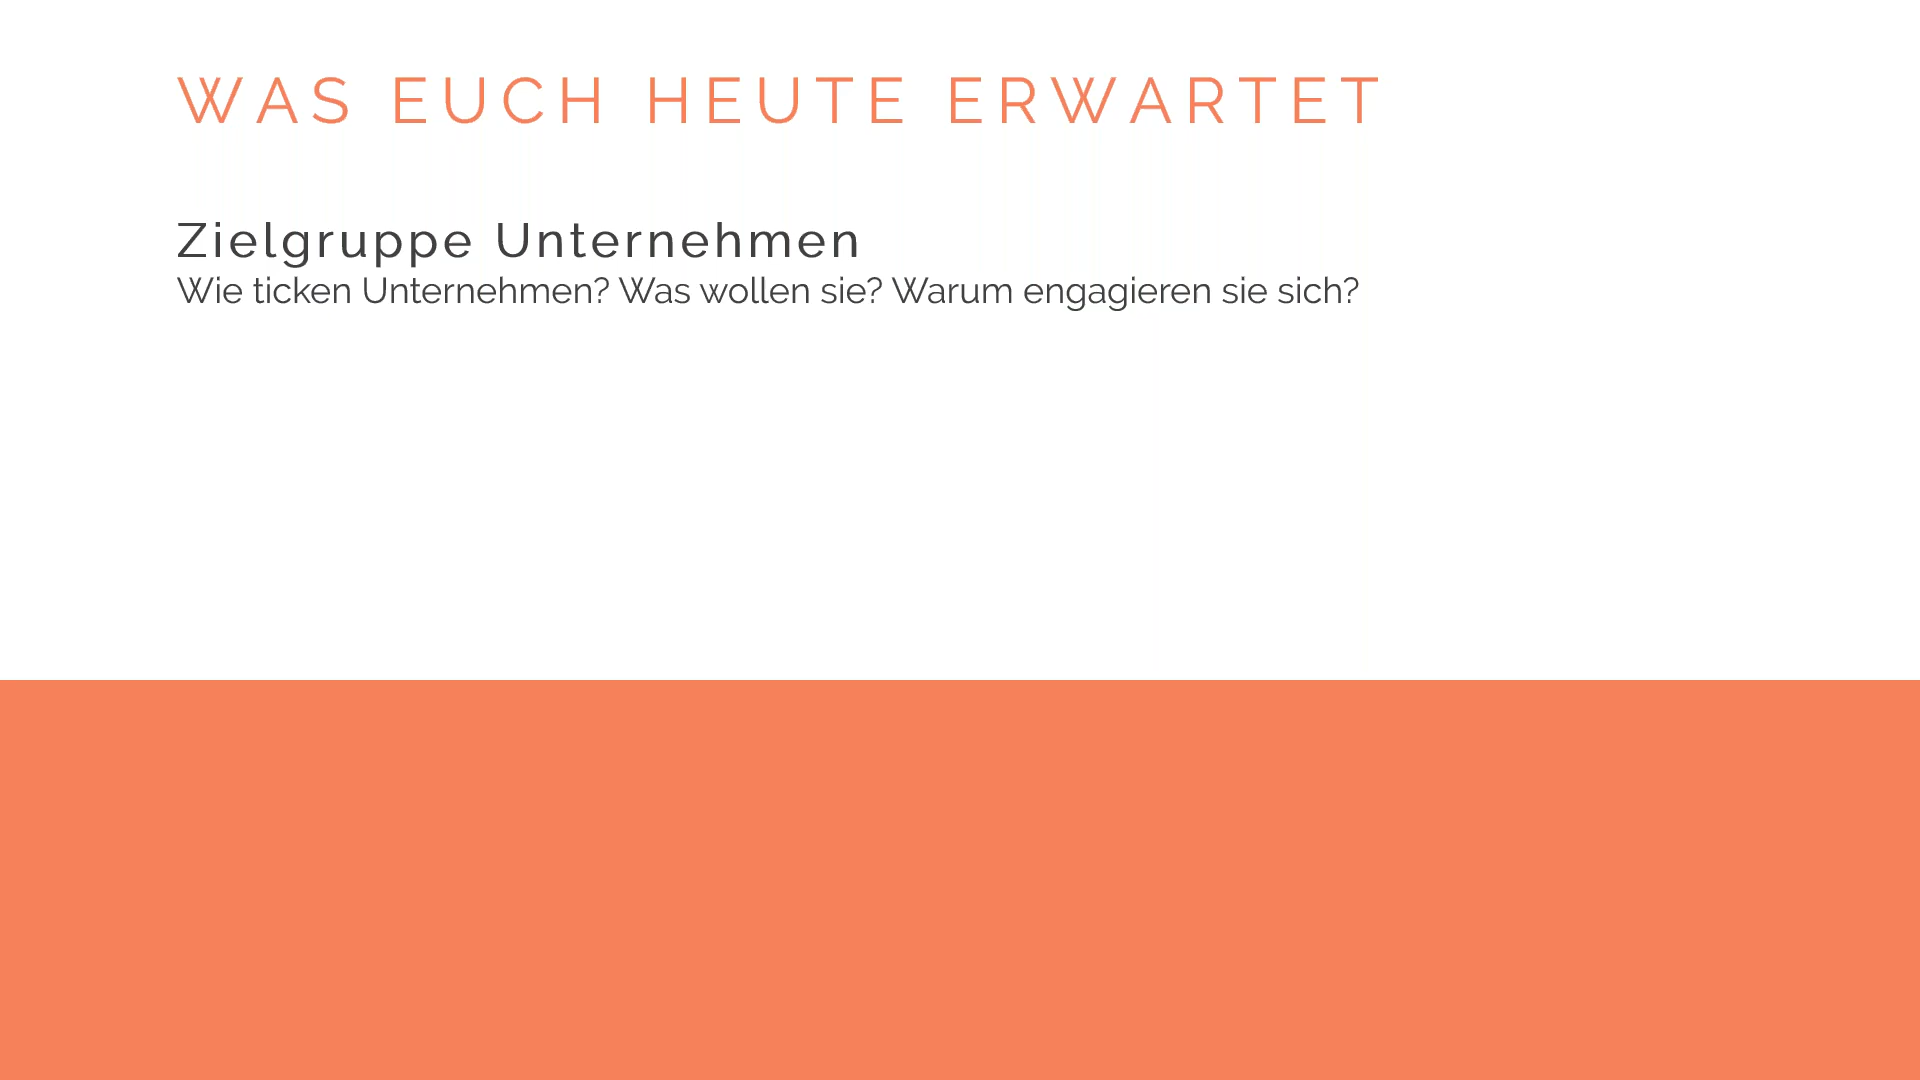 WAS EUCH HEUTE ERWARTET
Zielgruppe Unternehmen
Wie ticken Unternehmen? Was wollen sie? Warum engagieren sie sich?